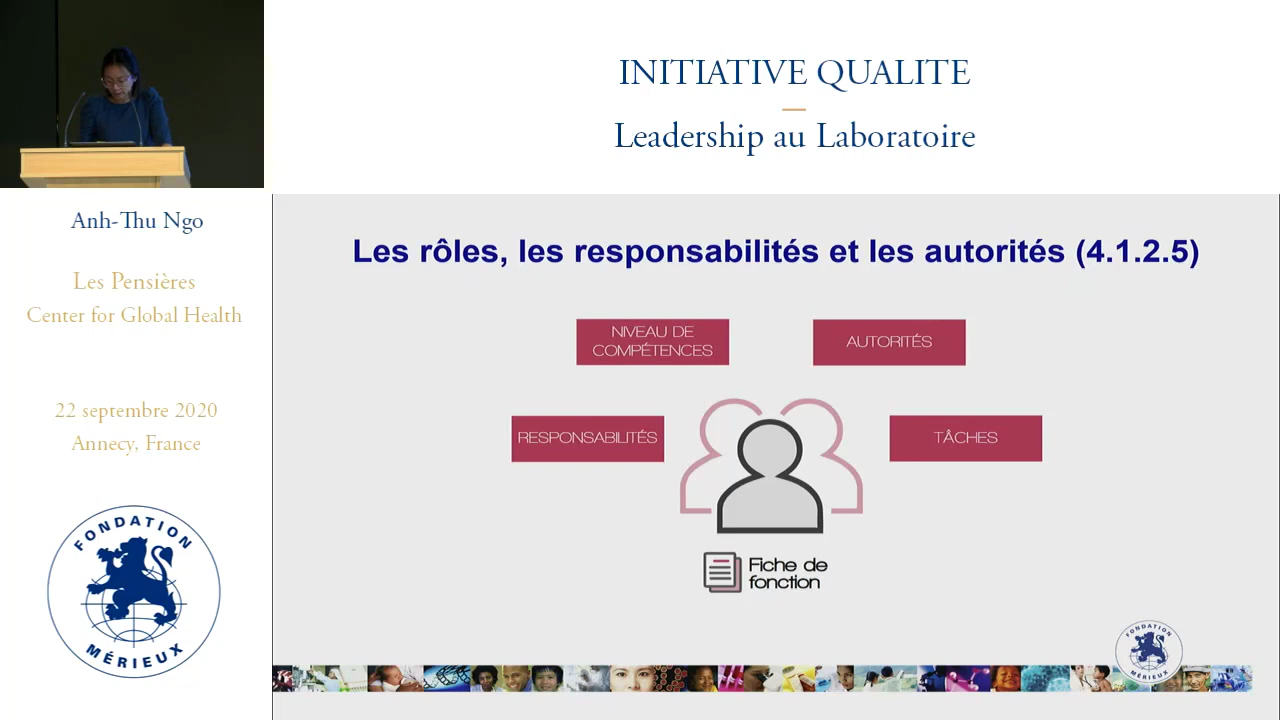 INITIATIVE QUALITE
Leadership au Laboratoire
Anh-Thu Ngo
Les Pensières
Center for Global Health
22 septembre 2020
Annecy, France
FONDATION
MÉRIEUX
Les rôles, les responsabilités et les autorités (4.1.2.5)
NIVEAU DE
COMPÉTENCES
AUTORITÉS
RESPONSABILITÉS
TÂCHES
Fiche de
fonction
FONDATION
MÉRIEUX